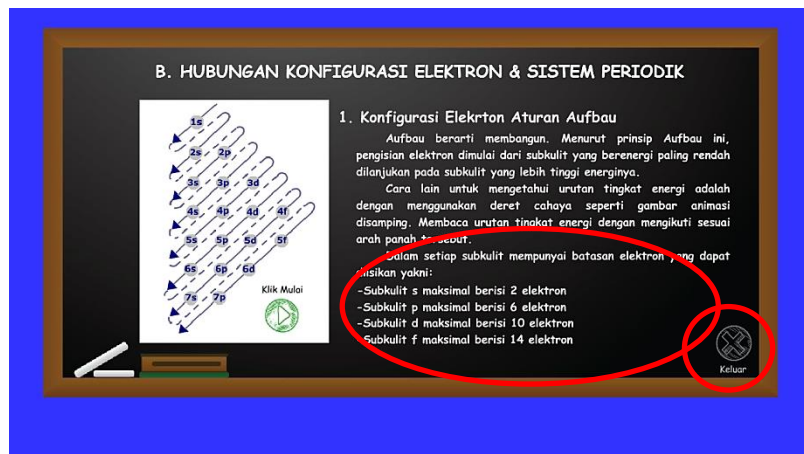 B. HUBUNGAN KONFIGURASI ELEKTRON & SISTEM PERIODIK
1s
2s 2p
3s 3p 3d
4s 4p 4d 4f
5s 5p 5d 5f
6s 6p 6d
7s 7p
Klik Mulai
1. Konfigurasi Elekrton Aturan Aufbau
Aufbau berarti membangun. Menurut prinsip Aufbau ini,
pengisian elektron dimulai dari subkulit yang berenergi paling rendah
dilanjukan pada subkulit yang lebih tinggi energinya.
Cara lain untuk mengetahui urutan tingkat energi adalah
dengan menggunakan deret cahaya seperti gambar animasi
disamping. Membaca urutan tingakat energi dengan mengikuti sesuai
arah panah tersebut.
Dalam setiap subkulit mempunyai batasan elektron yang dapat
diisikan yakni:
-Subkulit s maksimal berisi 2 elektron
-Subkulit p maksimal berisi 6 elektron
-Subkulit d maksimal berisi 10 elektron
-Subkulit f maksimal berisi 14 elektron
Keluar